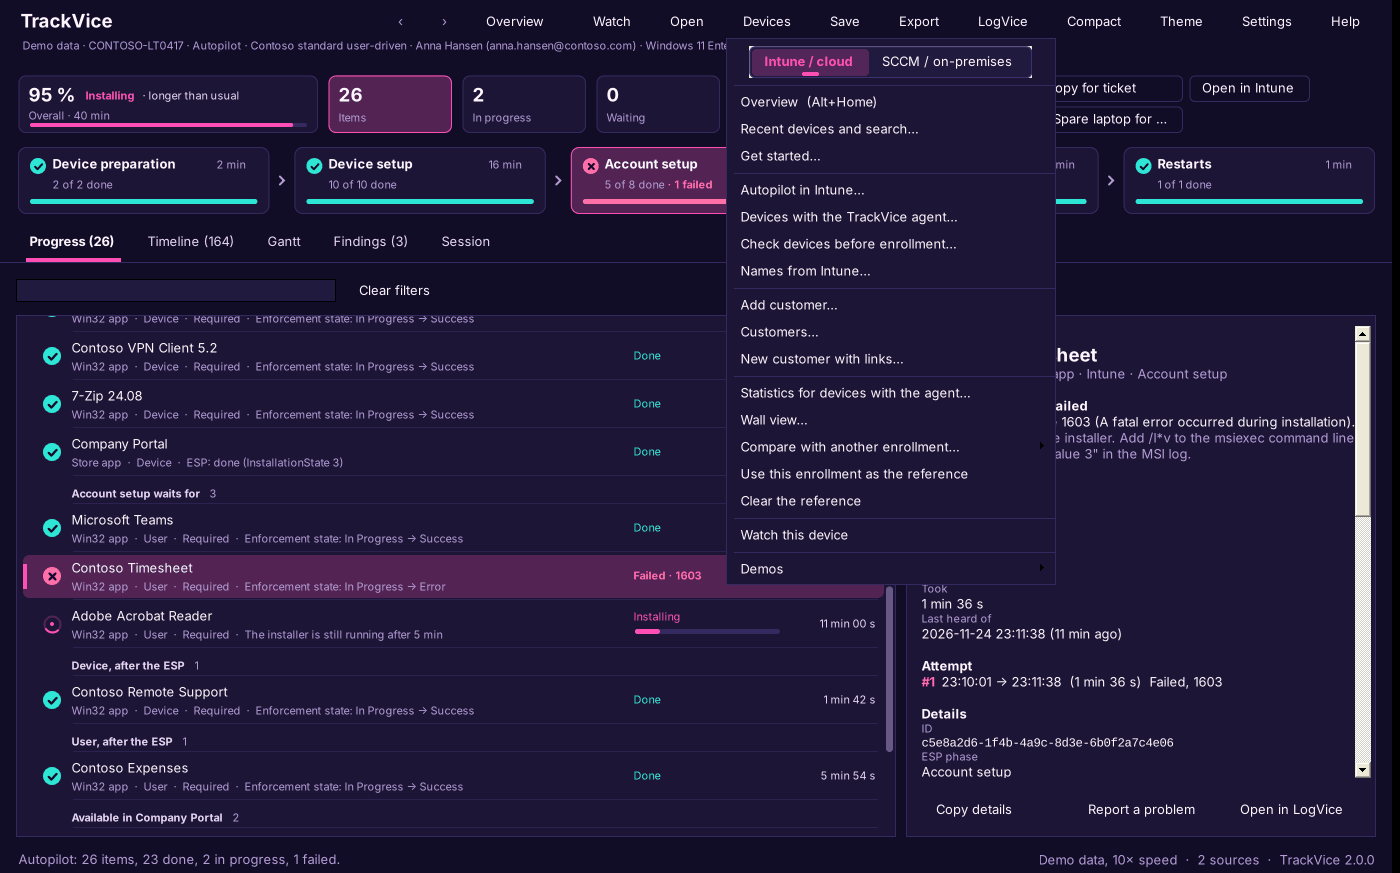 TrackVice
‹ › Overview Watch Open Devices Save Export LogVice Compact Theme Settings Help
Demo data · CONTOSO-LT0417 · Autopilot · Contoso standard user-driven · Anna Hansen (anna.hansen@contoso.com) · Windows 11
Intune / cloud SCCM / on-premises
95 % Installing · longer than usual
Overall · 40 min
26
Items
2
In progress
0
Waiting
opy for ticket
Open in Intune
Spare laptop for ...
Device preparation 2 min
2 of 2 done
Device setup 16 min
10 of 10 done
Account setup
5 of 8 done · 1 failed
min
Restarts 1 min
1 of 1 done
Overview (Alt+Home)
Recent devices and search...
Get started...
Autopilot in Intune...
Devices with the TrackVice agent...
Check devices before enrollment...
Names from Intune...
Add customer...
Customers...
New customer with links...
Statistics for devices with the agent...
Wall view...
Compare with another enrollment...
Use this enrollment as the reference
Clear the reference
Watch this device
Demos
Progress (26) Timeline (164) Gantt Findings (3) Session
Clear filters
Win32 app · Device · Required · Enforcement state: In Progress → Success
Contoso VPN Client 5.2
Win32 app · Device · Required · Enforcement state: In Progress → Success
Done
7-Zip 24.08
Win32 app · Device · Required · Enforcement state: In Progress → Success
Done
Company Portal
Store app · Device · ESP: done (InstallationState 3)
Done
Account setup waits for 3
Microsoft Teams
Win32 app · User · Required · Enforcement state: In Progress → Success
Done
Contoso Timesheet
Win32 app · User · Required · Enforcement state: In Progress → Error
Failed · 1603
Adobe Acrobat Reader
Win32 app · User · Required · The installer is still running after 5 min
Installing
11 min 00 s
Device, after the ESP 1
Contoso Remote Support
Win32 app · Device · Required · Enforcement state: In Progress → Success
Done
1 min 42 s
User, after the ESP 1
Contoso Expenses
Win32 app · User · Required · Enforcement state: In Progress → Success
Done
5 min 54 s
Available in Company Portal 2
heet
app · Intune · Account setup
ailed
1603 (A fatal error occurred during installation).
e installer. Add /l*v to the msiexec command line
alue 3" in the MSI log.
Took
1 min 36 s
Last heard of
2026-11-24 23:11:38 (11 min ago)
Attempt
#1 23:10:01 → 23:11:38 (1 min 36 s) Failed, 1603
Details
ID
c5e8a2d6-1f4b-4a9c-8d3e-6b0f2a7c4e06
ESP phase
Account setup
Copy details Report a problem Open in LogVice
Autopilot: 26 items, 23 done, 2 in progress, 1 failed.
Demo data, 10× speed · 2 sources · TrackVice 2.0.0